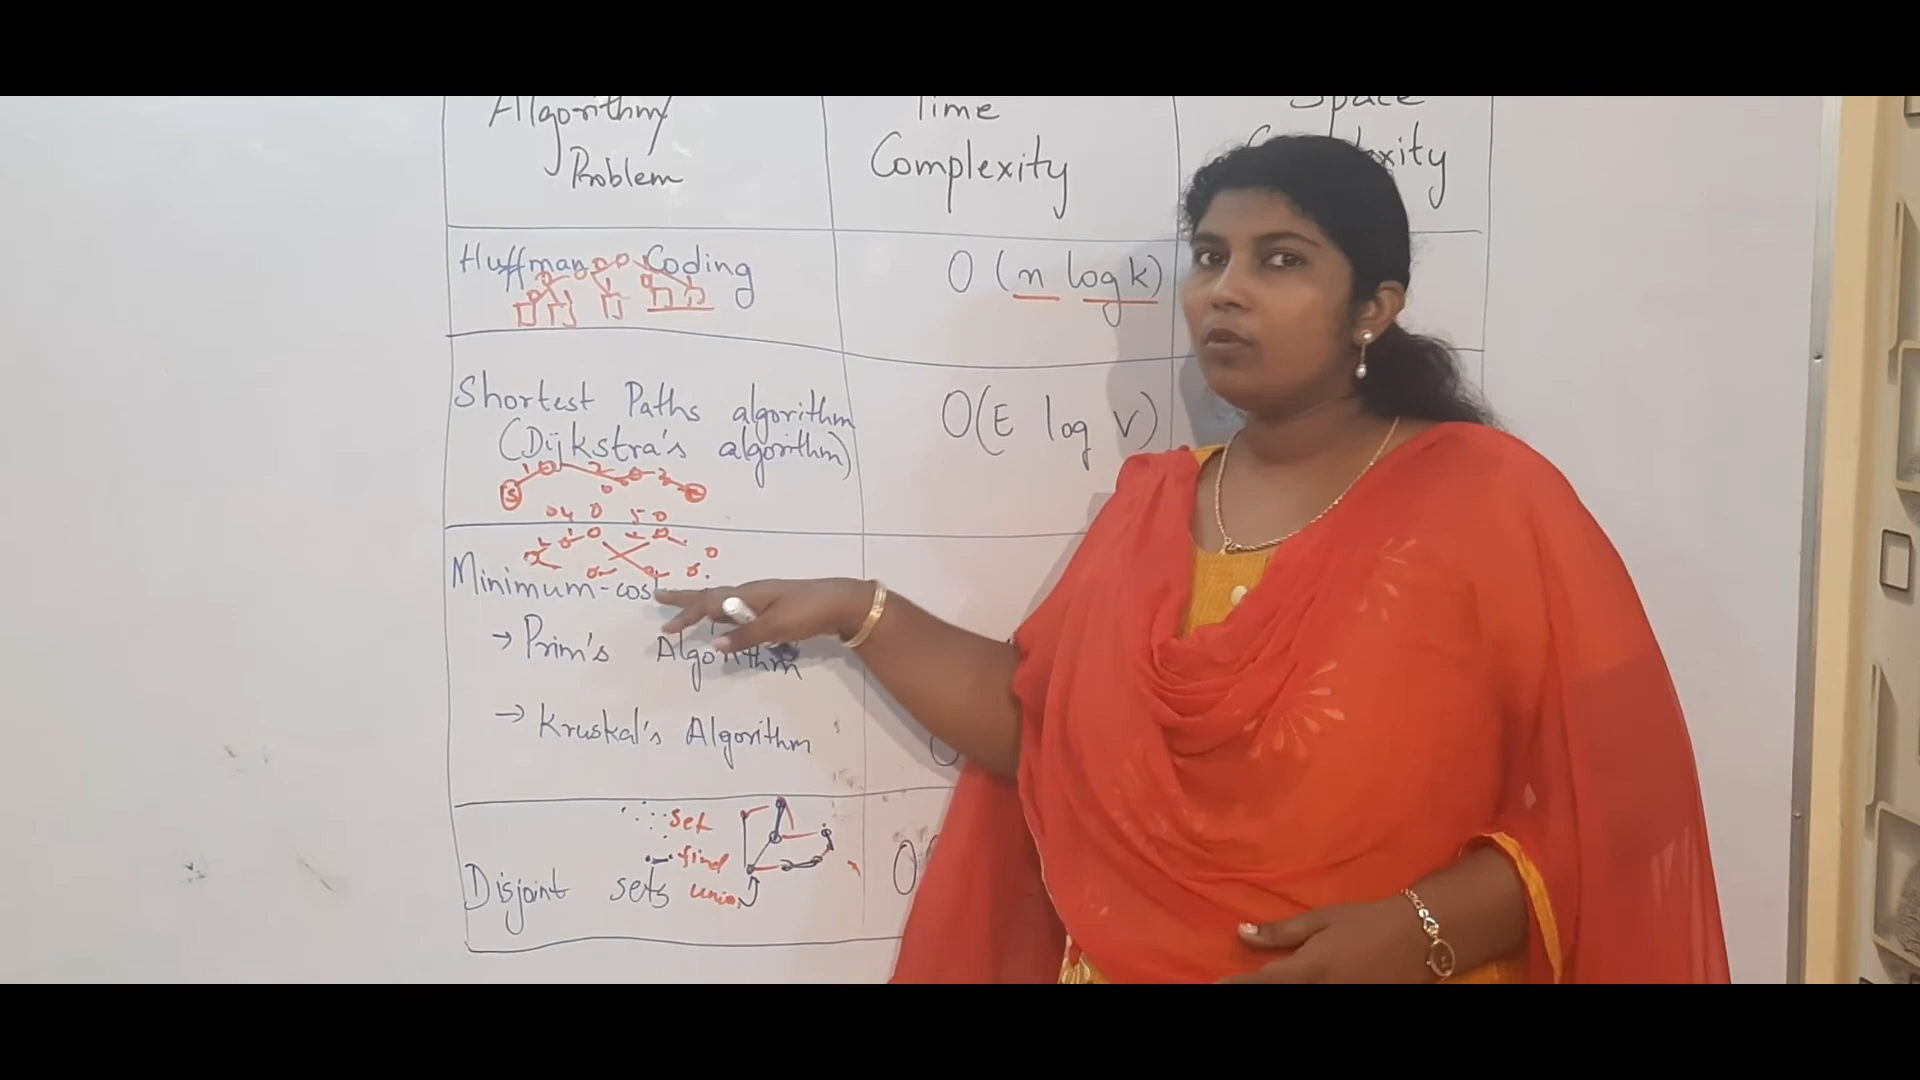 Algorithm/ Time Space
Problem Complexity
Huffman Coding O (n log k)
Shortest Paths algorithm O(E log V)
(Dijkstra's algorithm)
Minimum-cost
→ Prim's Algorithm
→ Kruskal's Algorithm
set
find
Disjoint sets union